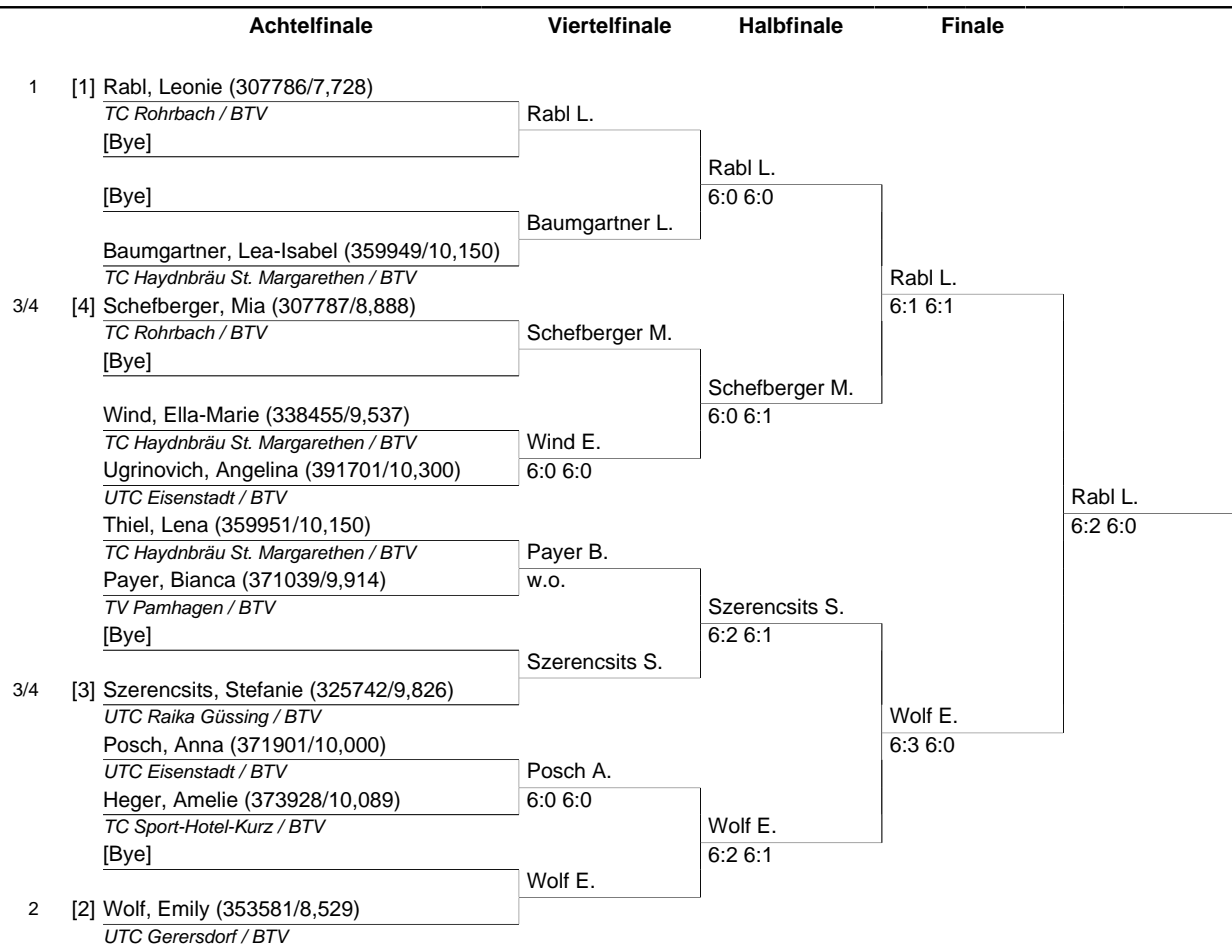 Achtelfinale Viertelfinale Halbfinale Finale
1 [1] Rabl, Leonie (307786/7,728)
TC Rohrbach / BTV Rabl L.
[Bye]
Rabl L.
[Bye] 6:0 6:0
Baumgartner L.
Baumgartner, Lea-Isabel (359949/10,150)
TC Haydnbräu St. Margarethen / BTV Rabl L.
3/4 [4] Schefberger, Mia (307787/8,888) 6:1 6:1
TC Rohrbach / BTV Schefberger M.
[Bye]
Schefberger M.
Wind, Ella-Marie (338455/9,537) 6:0 6:1
TC Haydnbräu St. Margarethen / BTV Wind E.
Ugrinovich, Angelina (391701/10,300) 6:0 6:0
UTC Eisenstadt / BTV Rabl L.
Thiel, Lena (359951/10,150) 6:2 6:0
TC Haydnbräu St. Margarethen / BTV Payer B.
Payer, Bianca (371039/9,914) w.o.
TV Pamhagen / BTV Szerencsits S.
[Bye] 6:2 6:1
Szerencsits S.
3/4 [3] Szerencsits, Stefanie (325742/9,826)
UTC Raika Güssing / BTV Wolf E.
Posch, Anna (371901/10,000) 6:3 6:0
UTC Eisenstadt / BTV Posch A.
Heger, Amelie (373928/10,089) 6:0 6:0
TC Sport-Hotel-Kurz / BTV Wolf E.
[Bye] 6:2 6:1
Wolf E.
2 [2] Wolf, Emily (353581/8,529)
UTC Gerersdorf / BTV